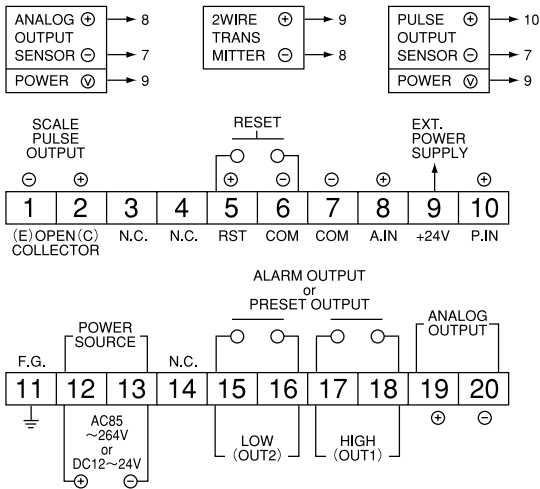 ANALOG ⊕ 8
OUTPUT
SENSOR ⊖ 7
POWER Ⓥ 9
2WIRE ⊕ 9
TRANS
MITTER ⊖ 8
PULSE ⊕ 10
OUTPUT
SENSOR ⊖ 7
POWER Ⓥ 9
SCALE
PULSE
OUTPUT
RESET
EXT.
POWER
SUPPLY
⊖ ⊕ ⊕ ⊖ ⊖ ⊕ ⊕
1 2 3 4 5 6 7 8 9 10
(E)OPEN(C) N.C. N.C. RST COM COM A.IN +24V P.IN
COLLECTOR
ALARM OUTPUT
or
PRESET OUTPUT
POWER
SOURCE
ANALOG
OUTPUT
F.G. N.C.
11 12 13 14 15 16 17 18 19 20
⊕ ⊖
AC85
~264V
or
DC12~24V
⊕ ⊖
LOW
(OUT2)
HIGH
(OUT1)